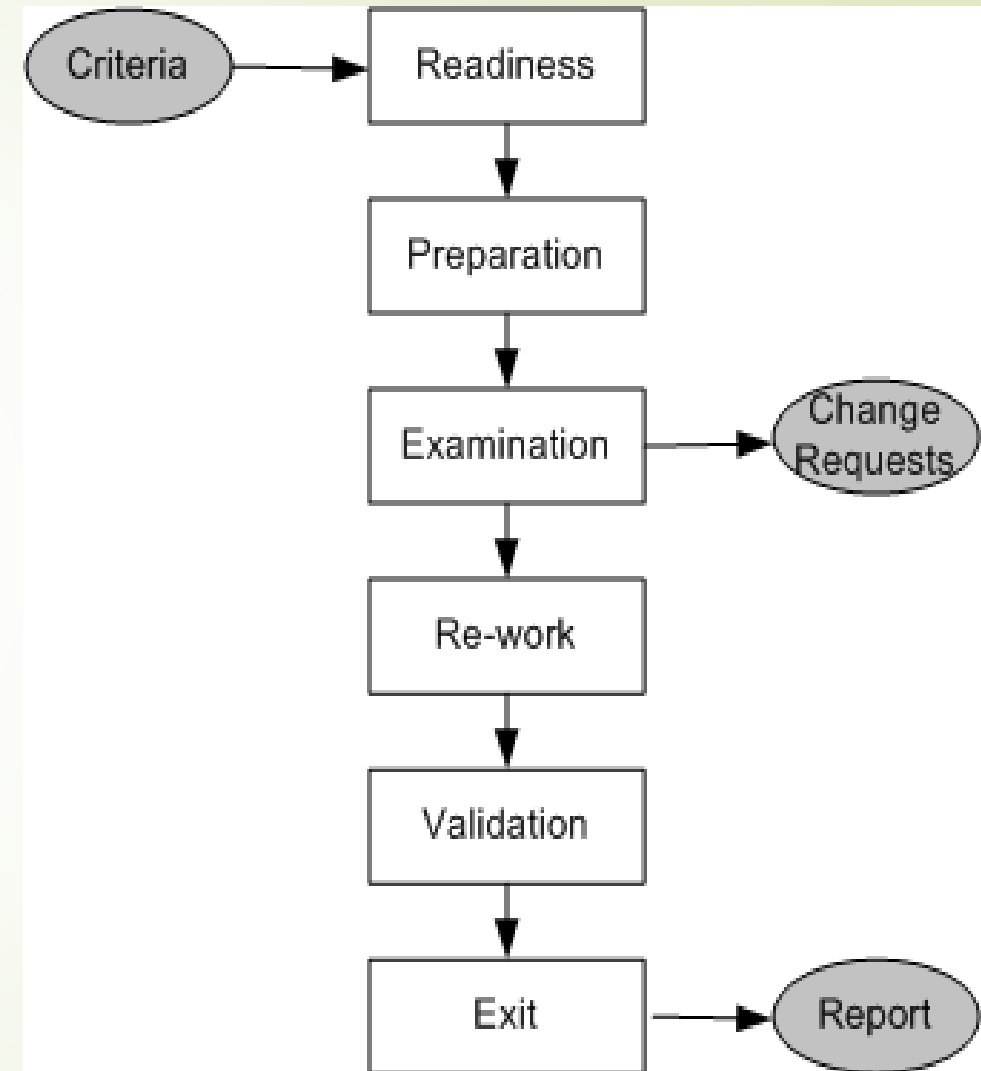 Criteria
Readiness
Preparation
Examination
Change
Requests
Re-work
Validation
Exit
Report